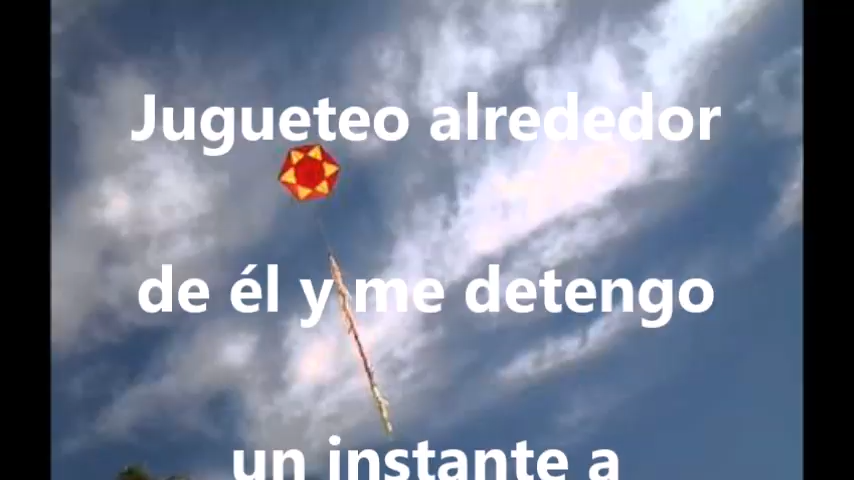 Jugueteo alrededor
de él y me detengo
un instante a